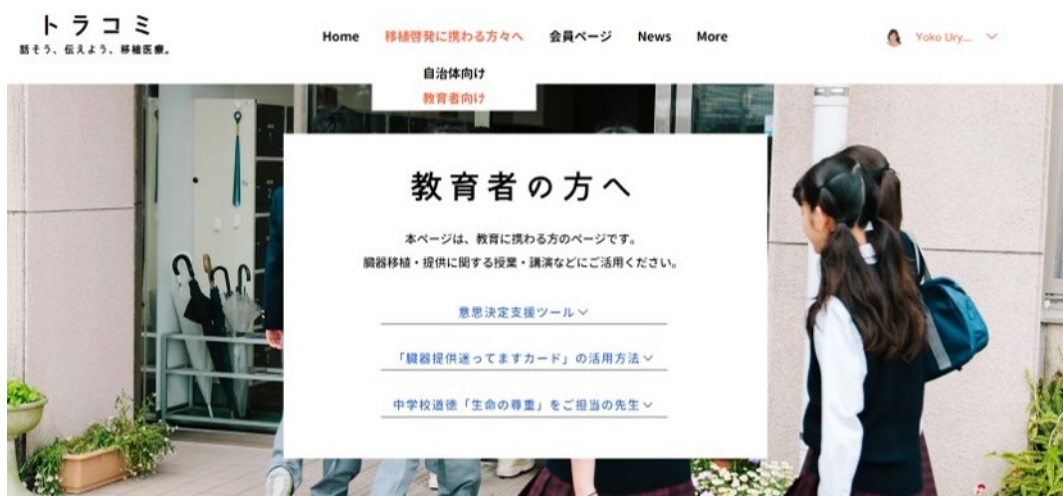 トラコミ
話そう、伝えよう、移植医療。
Home 移植啓発に携わる方々へ 会員ページ News More
Yoko Ury...
自治体向け
教育者向け
教育者の方へ
本ページは、教育に携わる方のページです。
臓器移植・提供に関する授業・講演などにご活用ください。
意思決定支援ツール
「臓器提供迷ってますカード」の活用方法
中学校道徳「生命の尊重」をご担当の先生